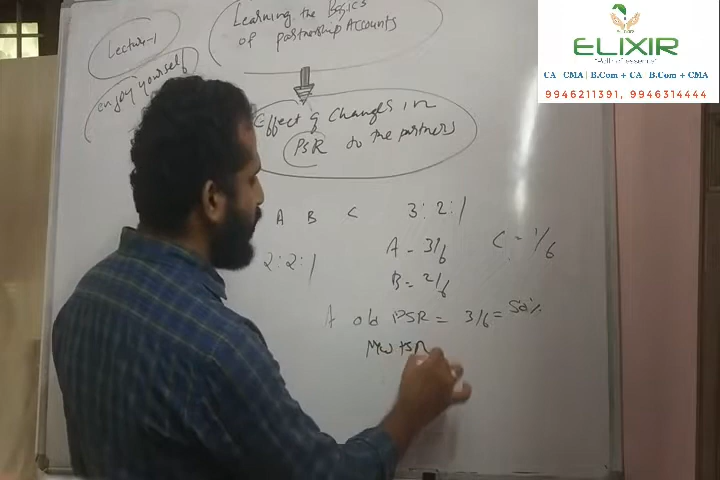 Learning the Basics
of partnership Accounts
Lecture-1
enjoy yourself
Effect of Changes in
PSR to the partners
A B C 3:2:1
2:2:1
A - 3/6
C - 1/6
B = 2/6
A old PSR = 3/6 = 50%
New PSR
ELIXIR
CA | CMA | B.Com + CA | B.Com + CMA
9946211391, 9946314444